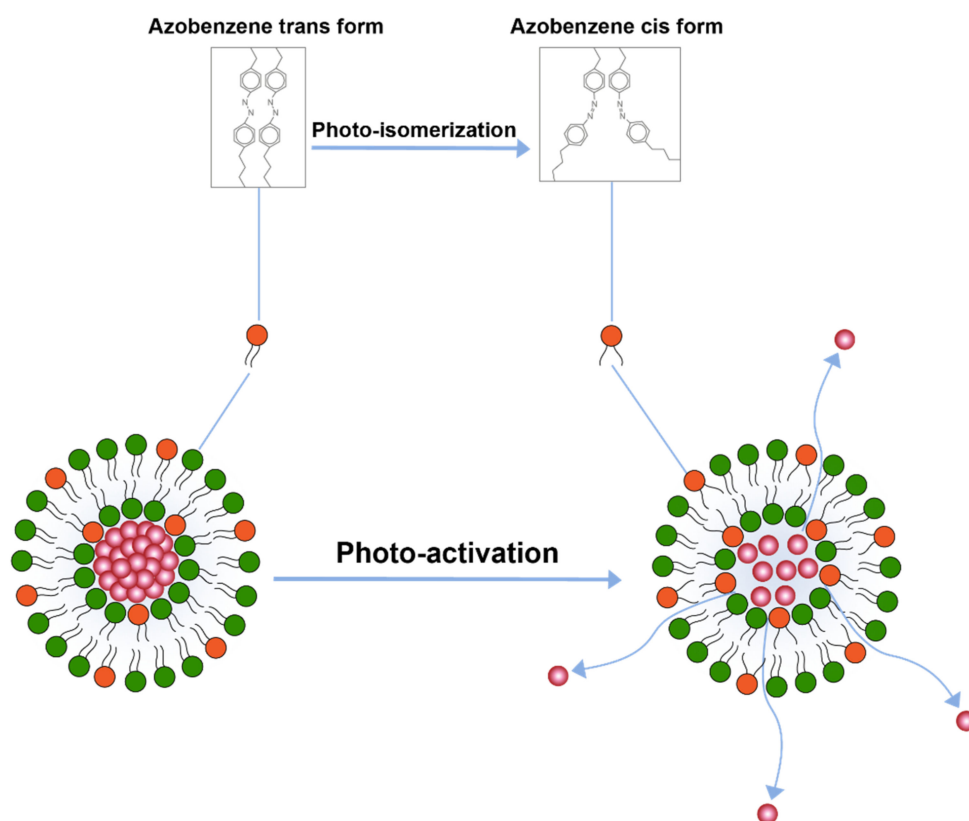 Azobenzene trans form
Azobenzene cis form
N
N
N
N
N
N
N
N
Photo-isomerization
Photo-activation